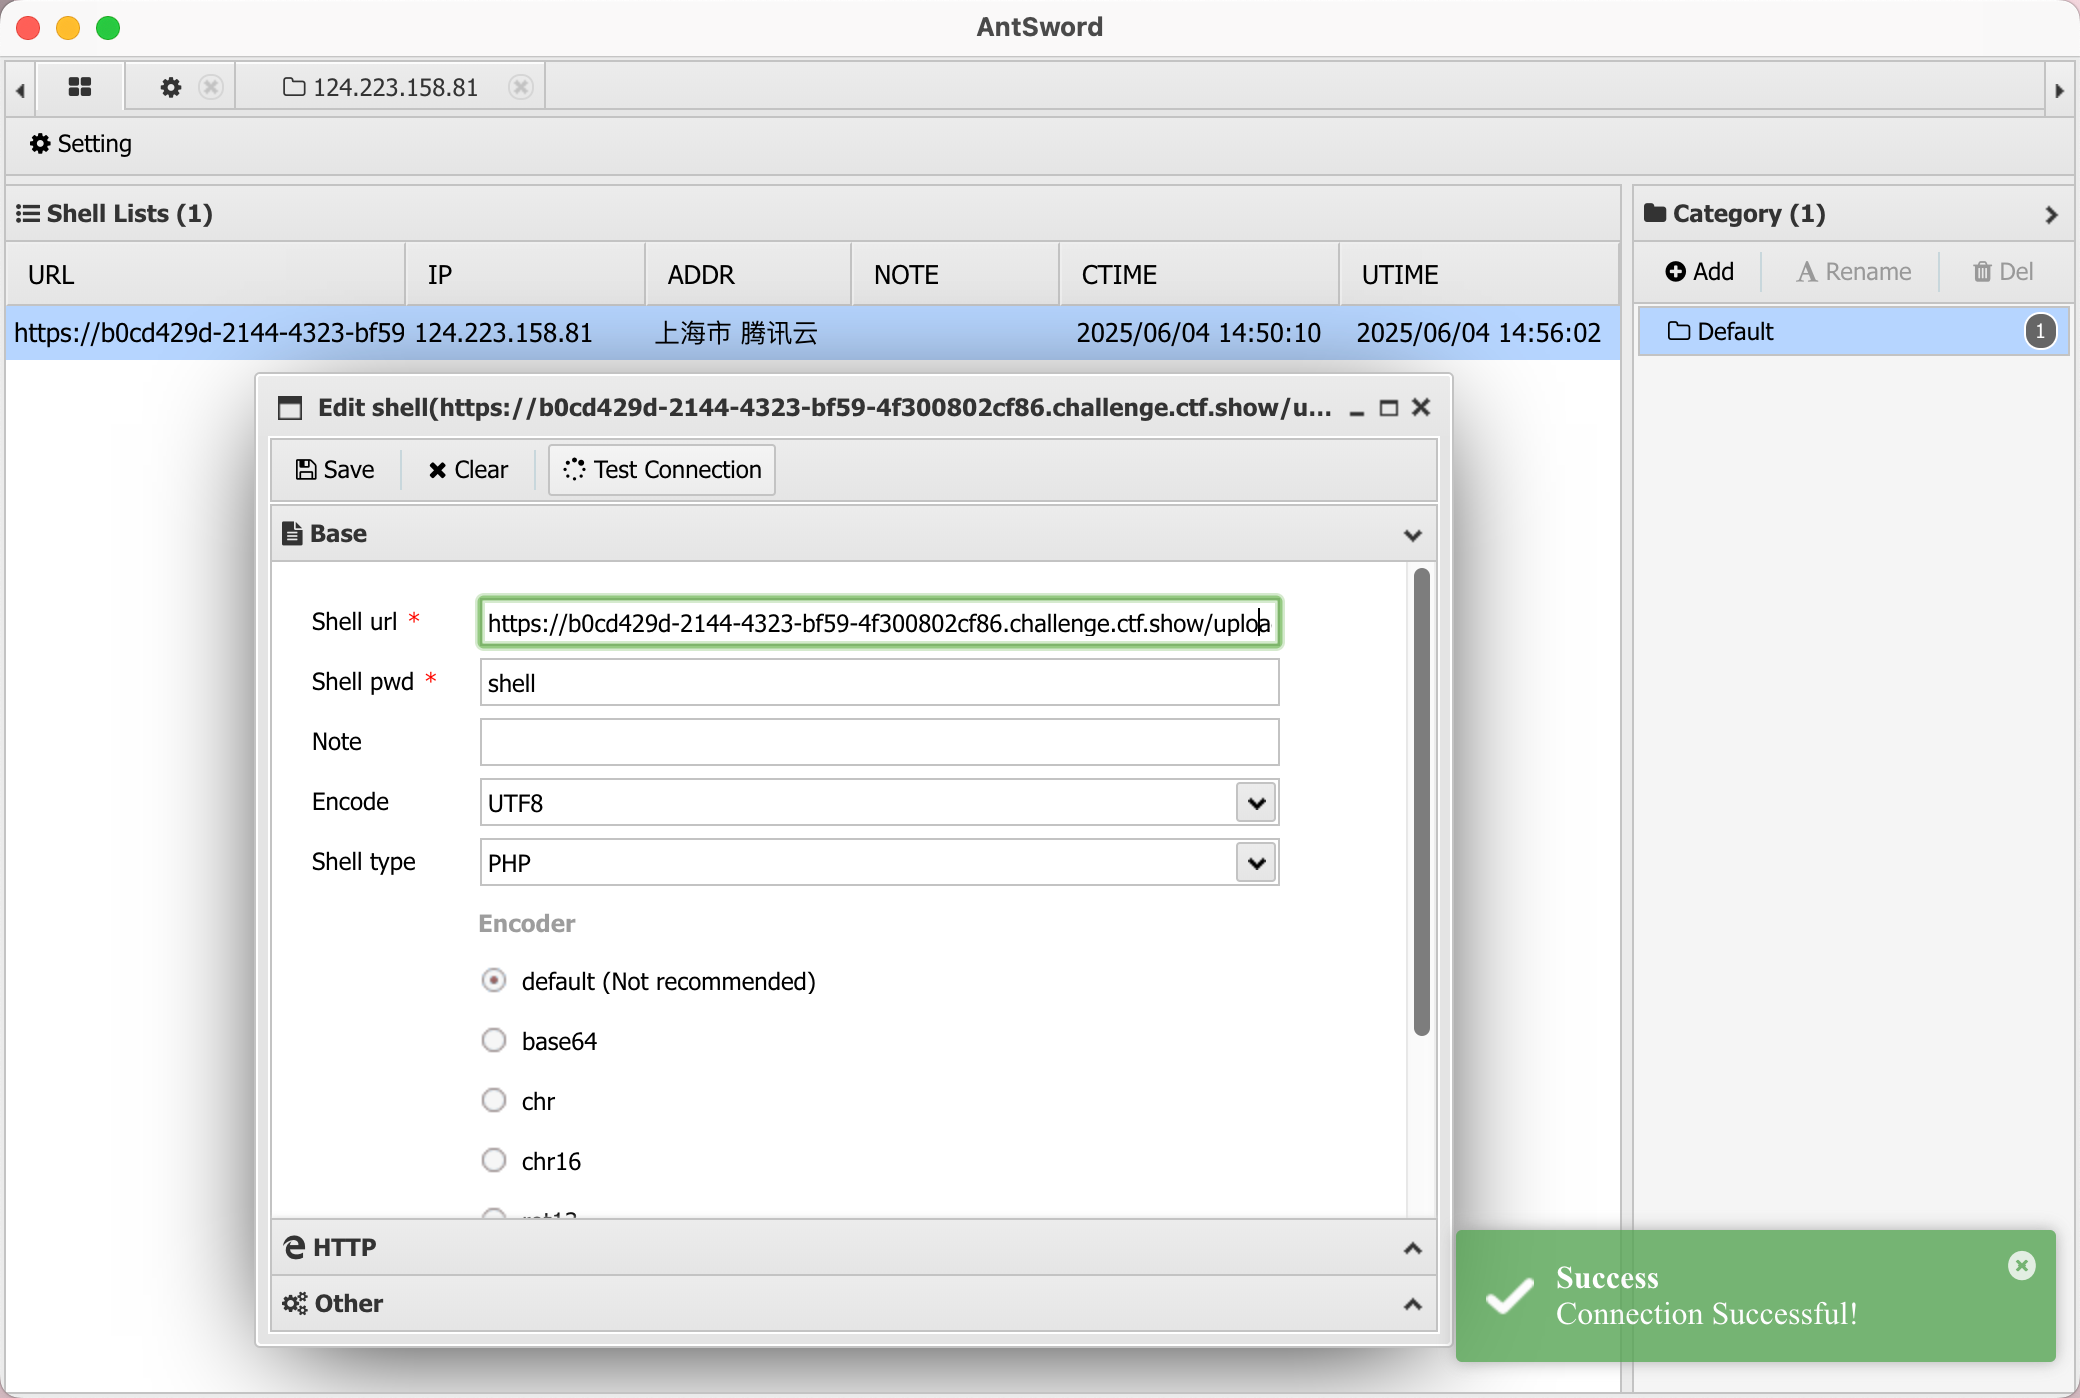 AntSword
124.223.158.81
Setting
Shell Lists (1)
URL IP ADDR NOTE CTIME UTIME
https://b0cd429d-2144-4323-bf59 124.223.158.81 上海市 腾讯云 2025/06/04 14:50:10 2025/06/04 14:56:02
Category (1)
Add Rename Del
Default 1
Edit shell(https://b0cd429d-2144-4323-bf59-4f300802cf86.challenge.ctf.show/u...
Save Clear Test Connection
Base
Shell url * https://b0cd429d-2144-4323-bf59-4f300802cf86.challenge.ctf.show/uploa
Shell pwd * shell
Note
Encode UTF8
Shell type PHP
Encoder
default (Not recommended)
base64
chr
chr16
HTTP
Other
Success
Connection Successful!